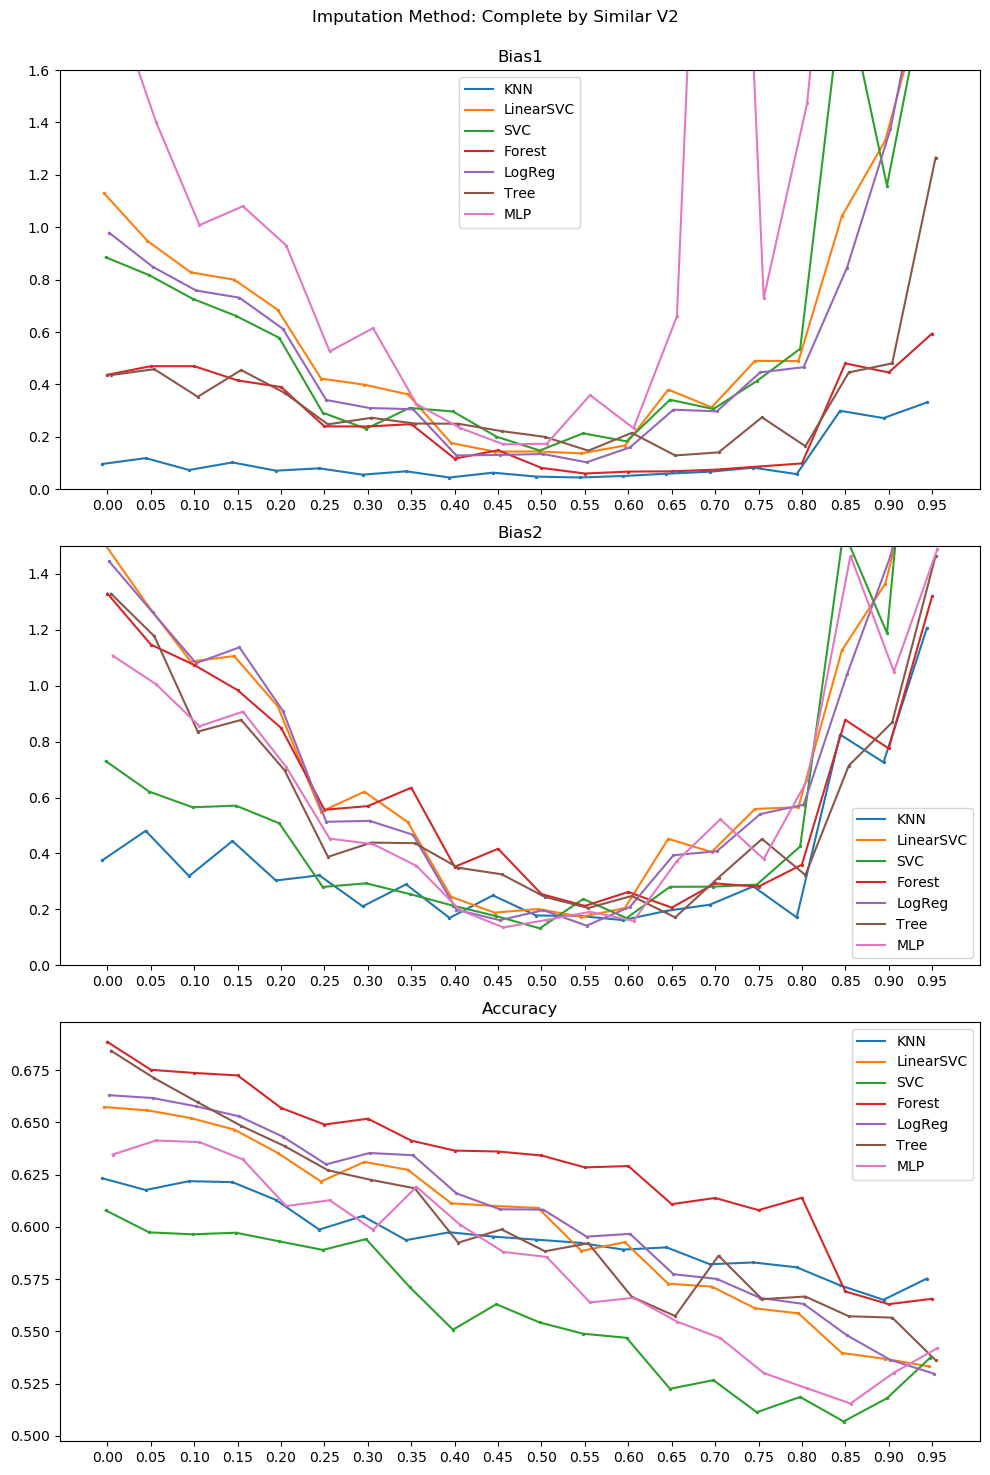 Imputation Method: Complete by Similar V2
Bias1
1.6
1.4
1.2
1.0
0.8
0.6
0.4
0.2
0.0
KNN
LinearSVC
SVC
Forest
LogReg
Tree
MLP
0.00 0.05 0.10 0.15 0.20 0.25 0.30 0.35 0.40 0.45 0.50 0.55 0.60 0.65 0.70 0.75 0.80 0.85 0.90 0.95
Bias2
1.4
1.2
1.0
0.8
0.6
0.4
0.2
0.0
KNN
LinearSVC
SVC
Forest
LogReg
Tree
MLP
0.00 0.05 0.10 0.15 0.20 0.25 0.30 0.35 0.40 0.45 0.50 0.55 0.60 0.65 0.70 0.75 0.80 0.85 0.90 0.95
Accuracy
0.675
0.650
0.625
0.600
0.575
0.550
0.525
0.500
KNN
LinearSVC
SVC
Forest
LogReg
Tree
MLP
0.00 0.05 0.10 0.15 0.20 0.25 0.30 0.35 0.40 0.45 0.50 0.55 0.60 0.65 0.70 0.75 0.80 0.85 0.90 0.95